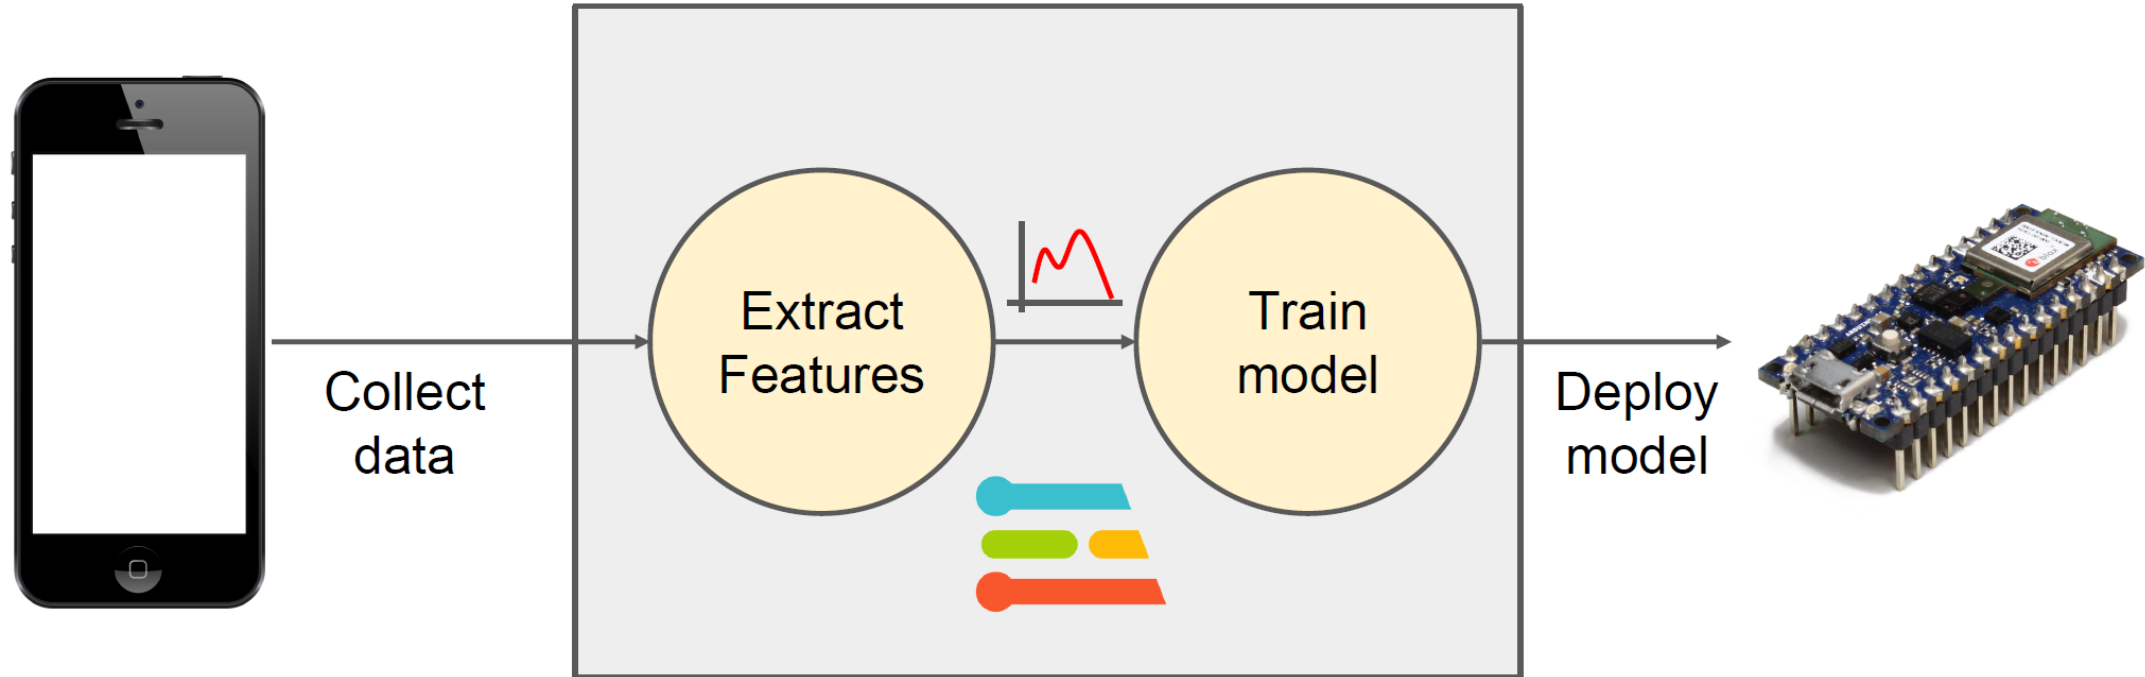 Collect
data
Extract
Features
Train
model
Deploy
model